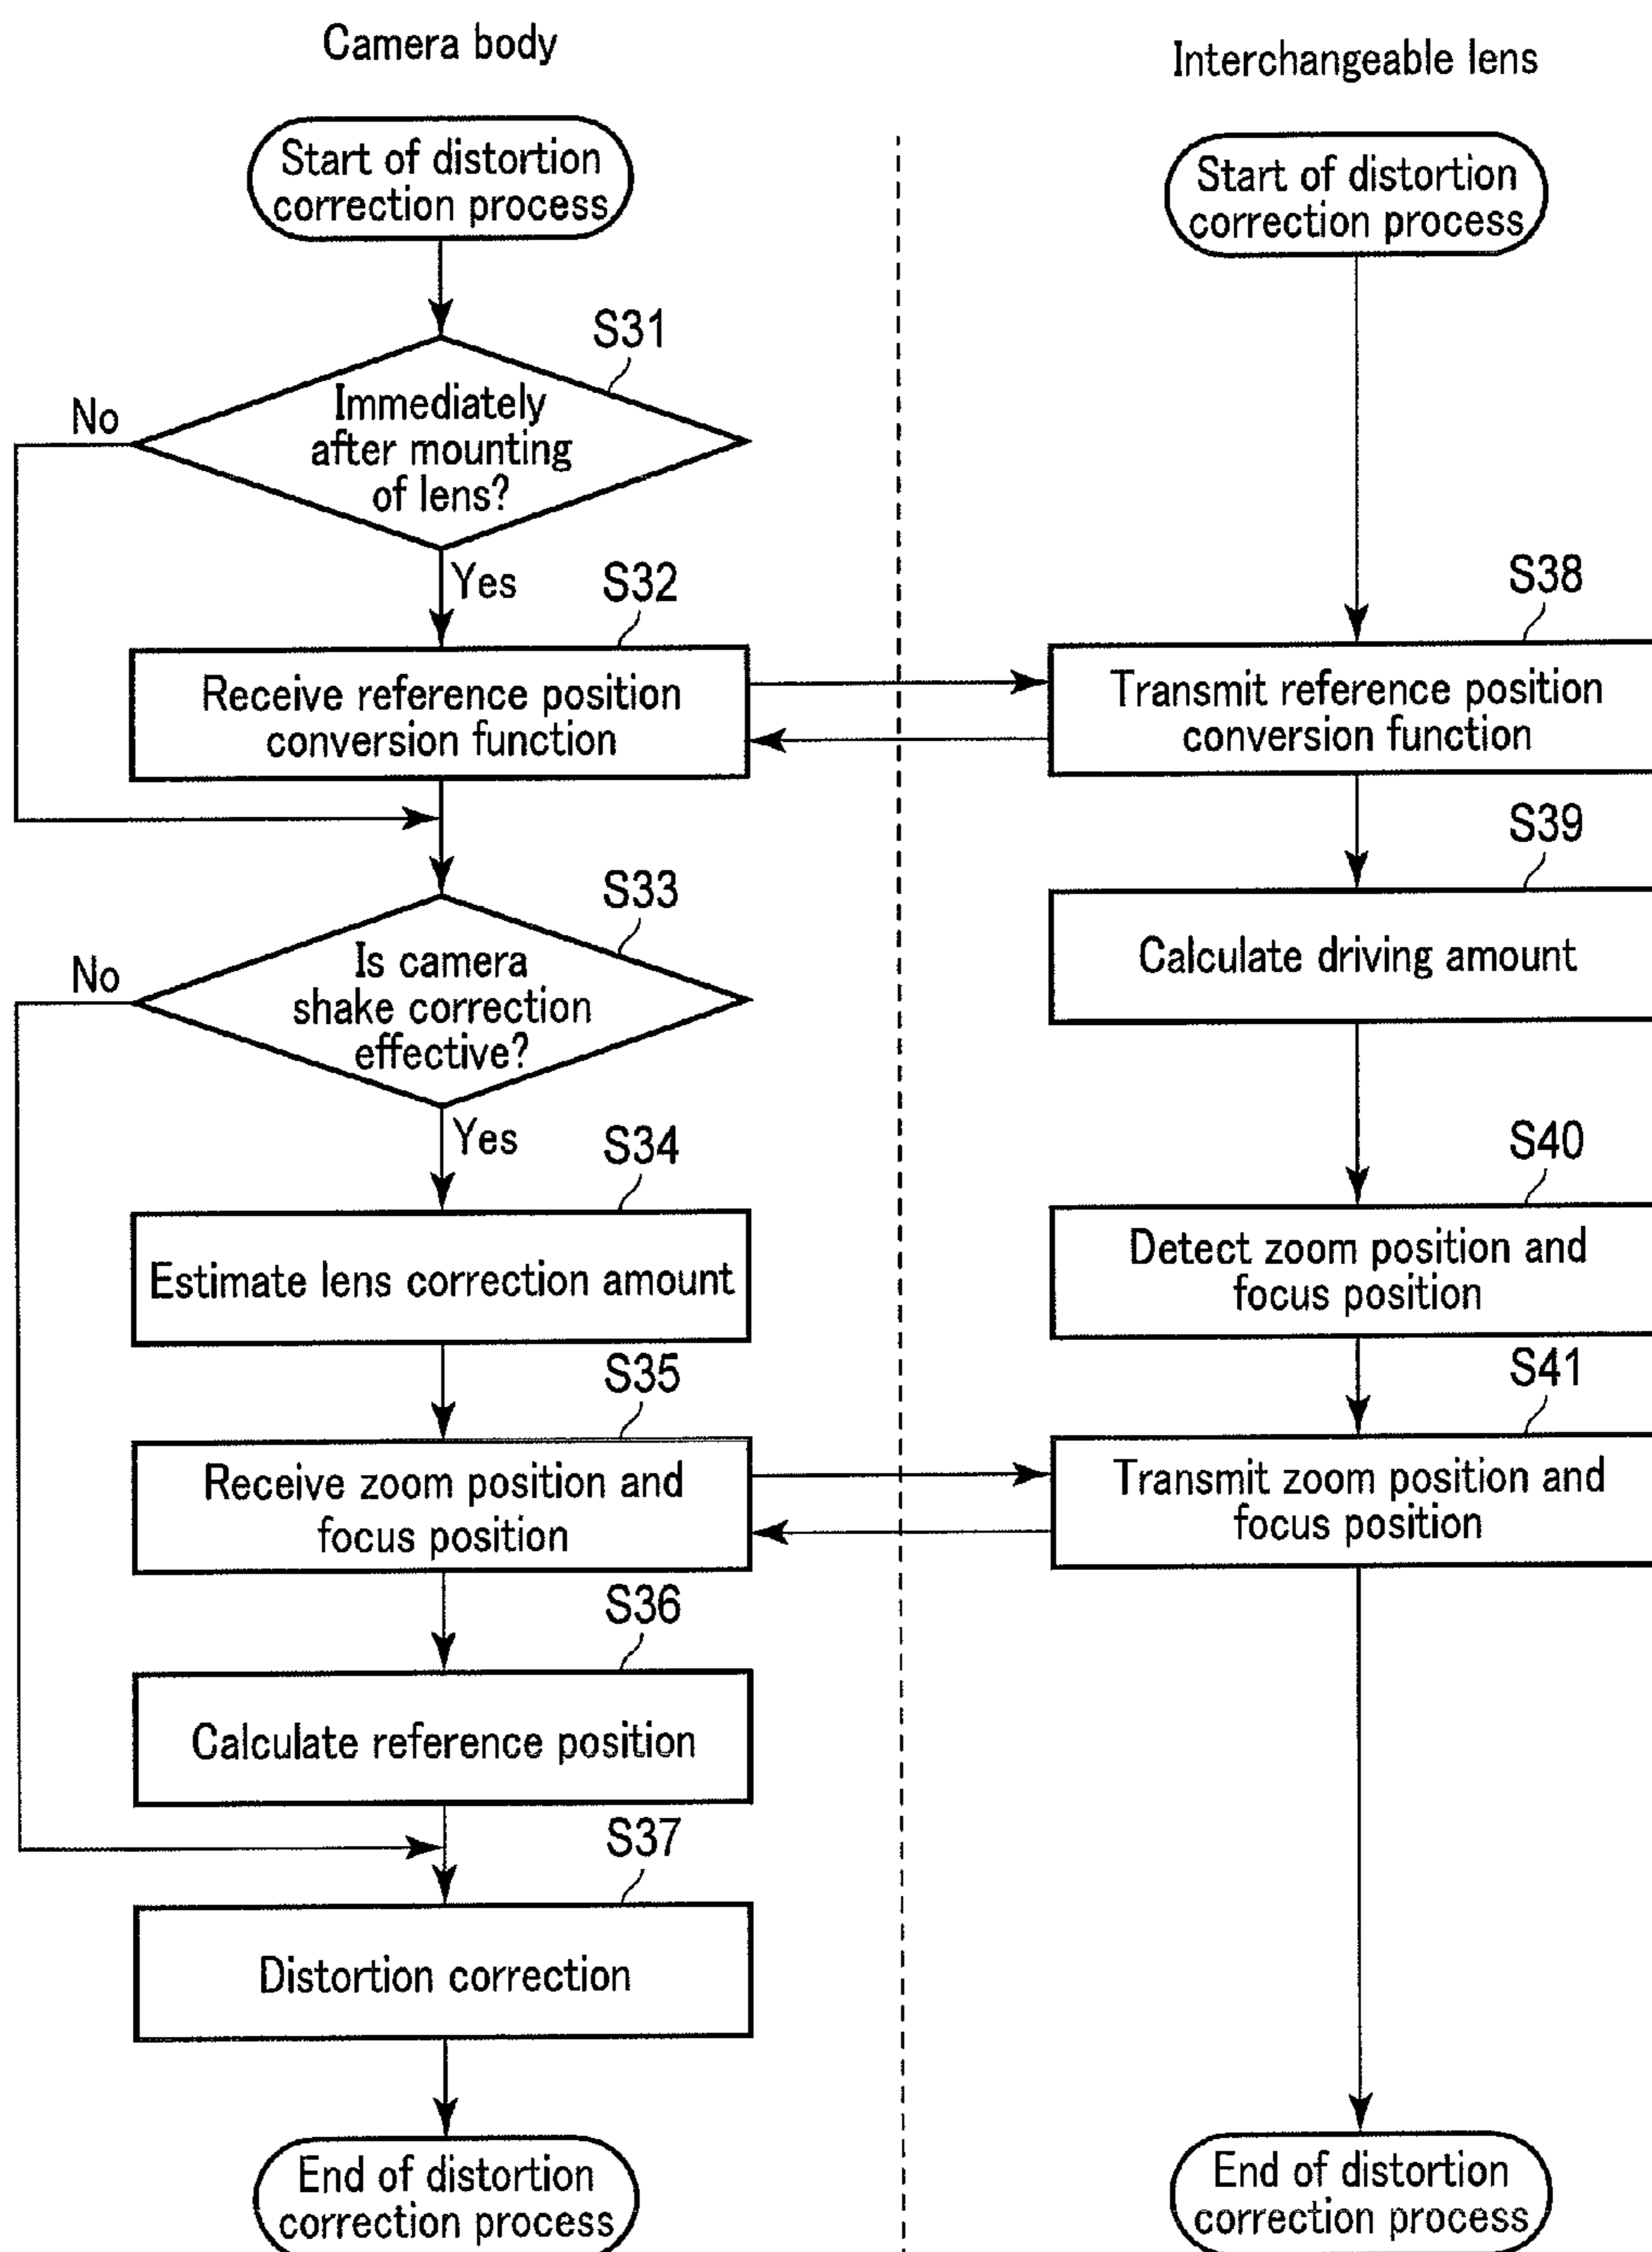 Camera body
Start of distortion
correction process
S31
Immediately
after mounting
of lens?
No
Yes
S32
Receive reference position
conversion function
S33
Is camera
shake correction
effective?
No
Yes
S34
Estimate lens correction amount
S35
Receive zoom position and
focus position
S36
Calculate reference position
S37
Distortion correction
End of distortion
correction process
Interchangeable lens
Start of distortion
correction process
S38
Transmit reference position
conversion function
S39
Calculate driving amount
S40
Detect zoom position and
focus position
S41
Transmit zoom position and
focus position
End of distortion
correction process